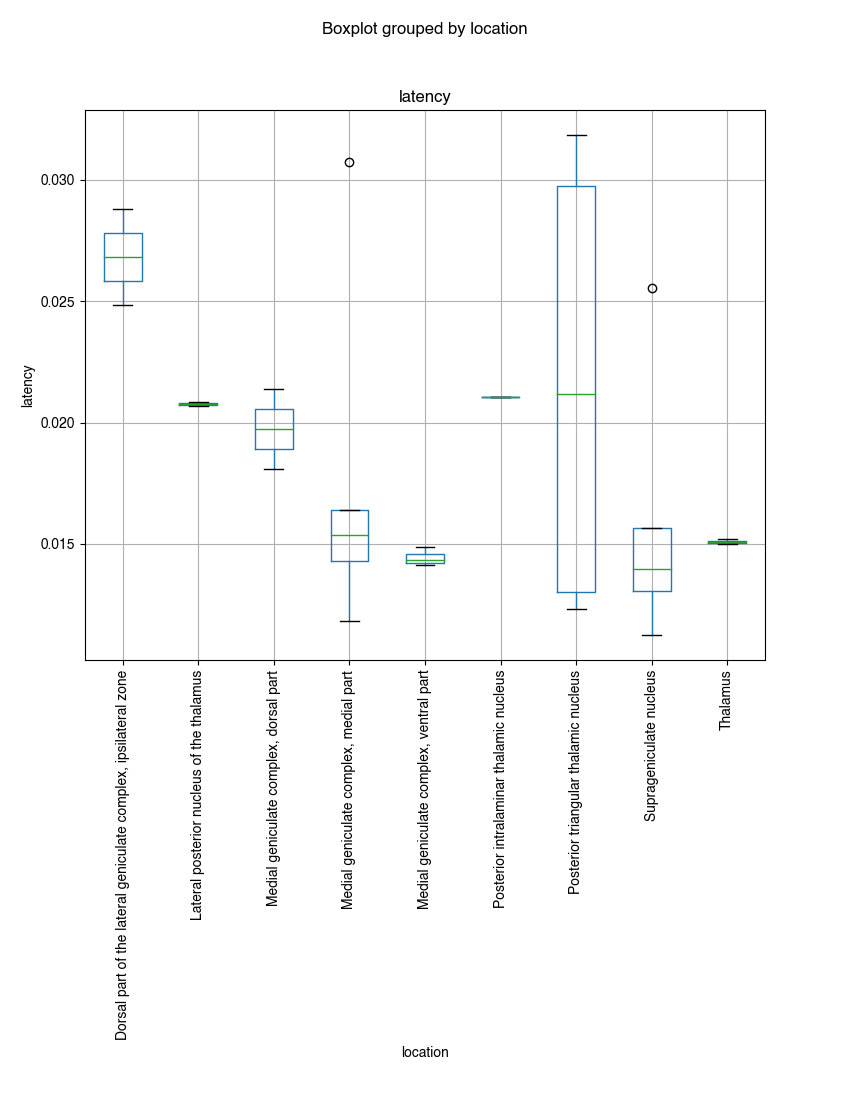 Boxplot grouped by location
latency
0.030
0.025
0.020
0.015
latency
Dorsal part of the lateral geniculate complex, ipsilateral zone
Lateral posterior nucleus of the thalamus
Medial geniculate complex, dorsal part
Medial geniculate complex, medial part
Medial geniculate complex, ventral part
Posterior intralaminar thalamic nucleus
Posterior triangular thalamic nucleus
Suprageniculate nucleus
Thalamus
location